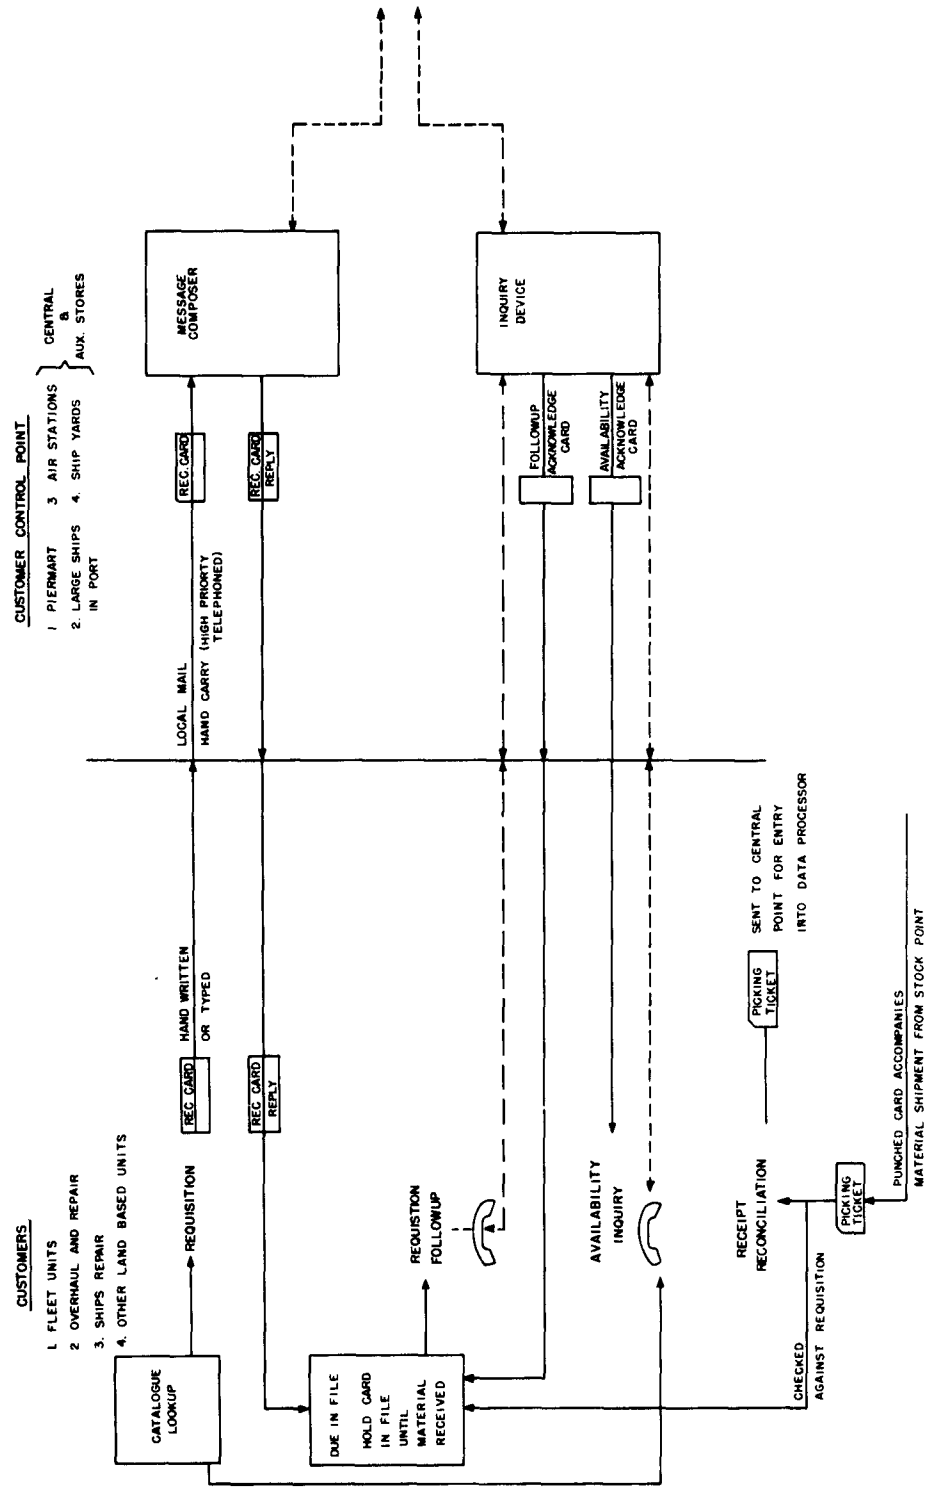 CUSTOMERS
1. FLEET UNITS
2 OVERHAUL AND REPAIR
3. SHIPS REPAIR
4. OTHER LAND BASED UNITS
CUSTOMER CONTROL POINT
1 PIERMART
3 AIR STATIONS
2. LARGE SHIPS
IN PORT
4. SHIP YARDS
CENTRAL
&
AUX. STORES
CATALOGUE
LOOKUP
REQUISITION
REC CARD
HAND WRITTEN
OR TYPED
LOCAL MAIL
HAND CARRY (HIGH PRIORTY
TELEPHONED)
REC. CARD
MESSAGE
COMPOSER
REC CARD
REPLY
REC. CARD
REPLY
DUE IN FILE
HOLD CARD
IN FILE
UNTIL
MATERIAL
RECEIVED
REQUISTION
FOLLOWUP
FOLLOWUP
ACKNOWLEDGE
CARD
INQUIRY
DEVICE
AVAILABILITY
INQUIRY
AVAILABILITY
ACKNOWLEDGE
CARD
RECEIPT
RECONCILIATION
PICKING
TICKET
SENT TO CENTRAL
POINT FOR ENTRY
INTO DATA PROCESSOR
CHECKED
AGAINST REQUISITION
PICKING
TICKET
PUNCHED CARD ACCOMPANIES
MATERIAL SHIPMENT FROM STOCK POINT